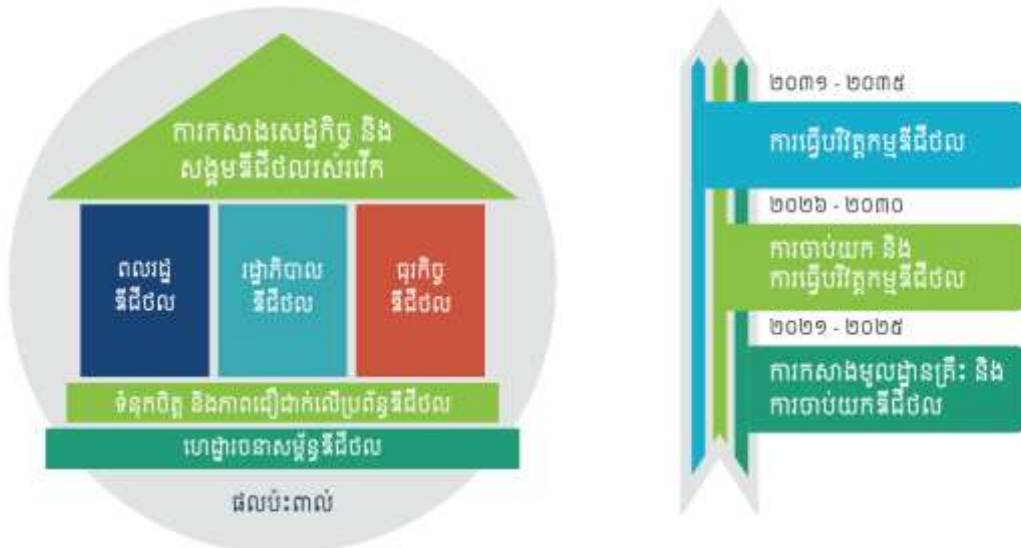 ការកសាងសេដ្ឋកិច្ច និង
សង្គមឌីជីថលរស់រវើក
ពលរដ្ឋ
ឌីជីថល
រដ្ឋាភិបាល
ឌីជីថល
ធុរកិច្ច
ឌីជីថល
ទំនុកចិត្ត និងភាពជឿជាក់លើប្រព័ន្ធឌីជីថល
ហេដ្ឋារចនាសម្ព័ន្ធឌីជីថល
ផលប៉ះពាល់
២០៣១ - ២០៣៥
ការធ្វើបរិវត្តកម្មឌីជីថល
២០២៦ - ២០៣០
ការចាប់យក និង
ការធ្វើបរិវត្តកម្មឌីជីថល
២០២១ - ២០២៥
ការកសាងមូលដ្ឋានគ្រឹះ និង
ការចាប់យកឌីជីថល